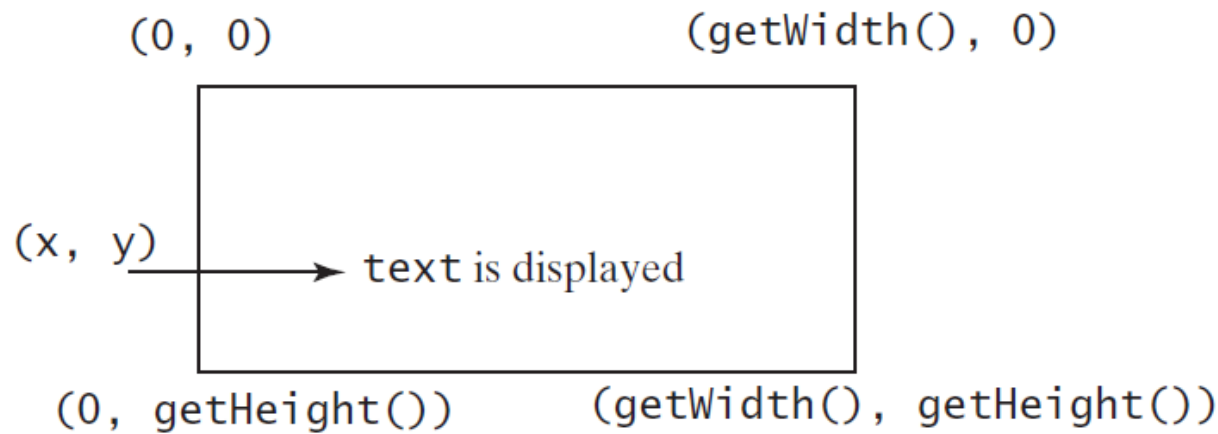 (0, 0)
(getWidth(), 0)
(x, y)
text is displayed
(0, getHeight())
(getWidth(), getHeight())